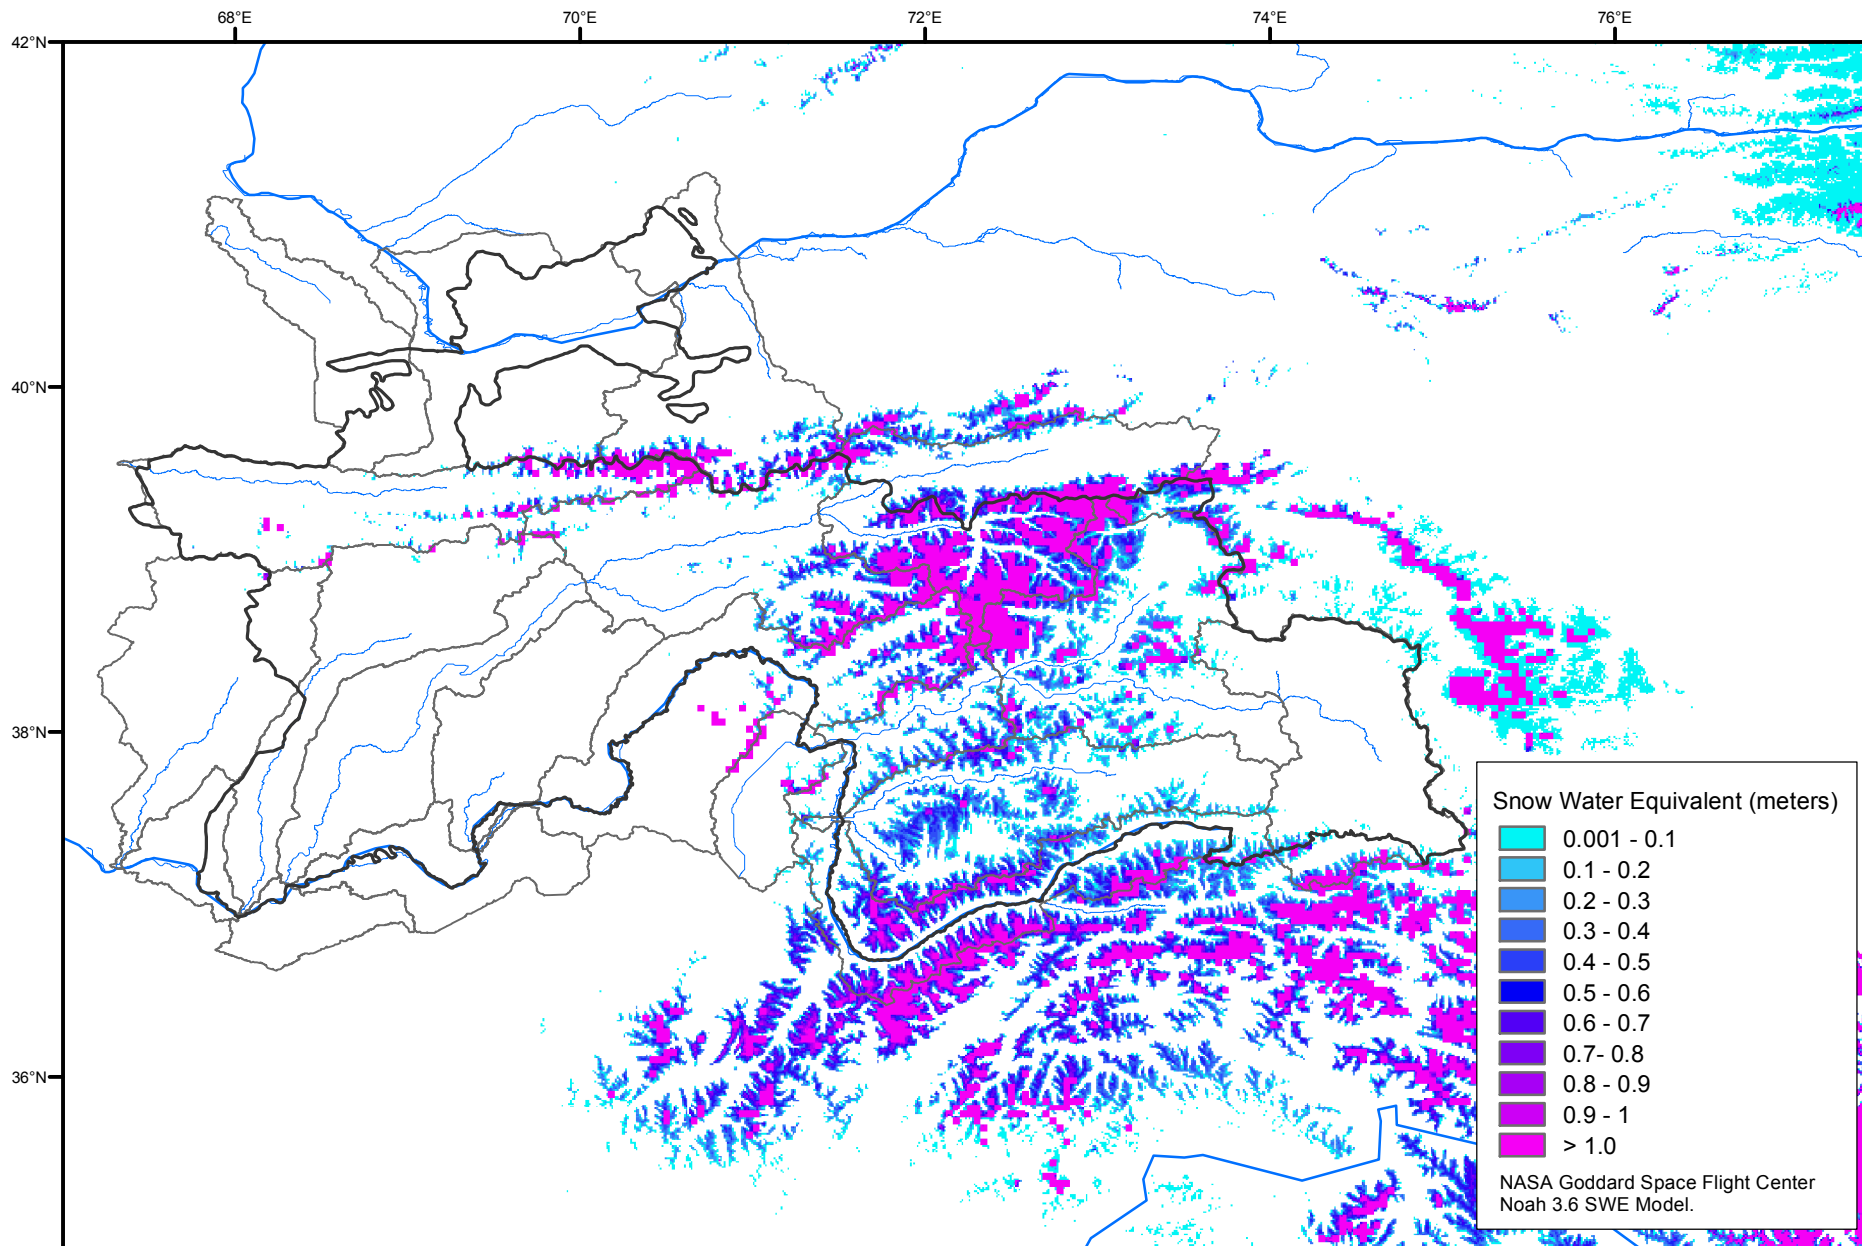 68°E
70°E
72°E
74°E
76°E
42°N
40°N
38°N
36°N
Snow Water Equivalent (meters)
0.001 - 0.1
0.1 - 0.2
0.2 - 0.3
0.3 - 0.4
0.4 - 0.5
0.5 - 0.6
0.6 - 0.7
0.7- 0.8
0.8 - 0.9
0.9 - 1
> 1.0
NASA Goddard Space Flight Center
Noah 3.6 SWE Model.